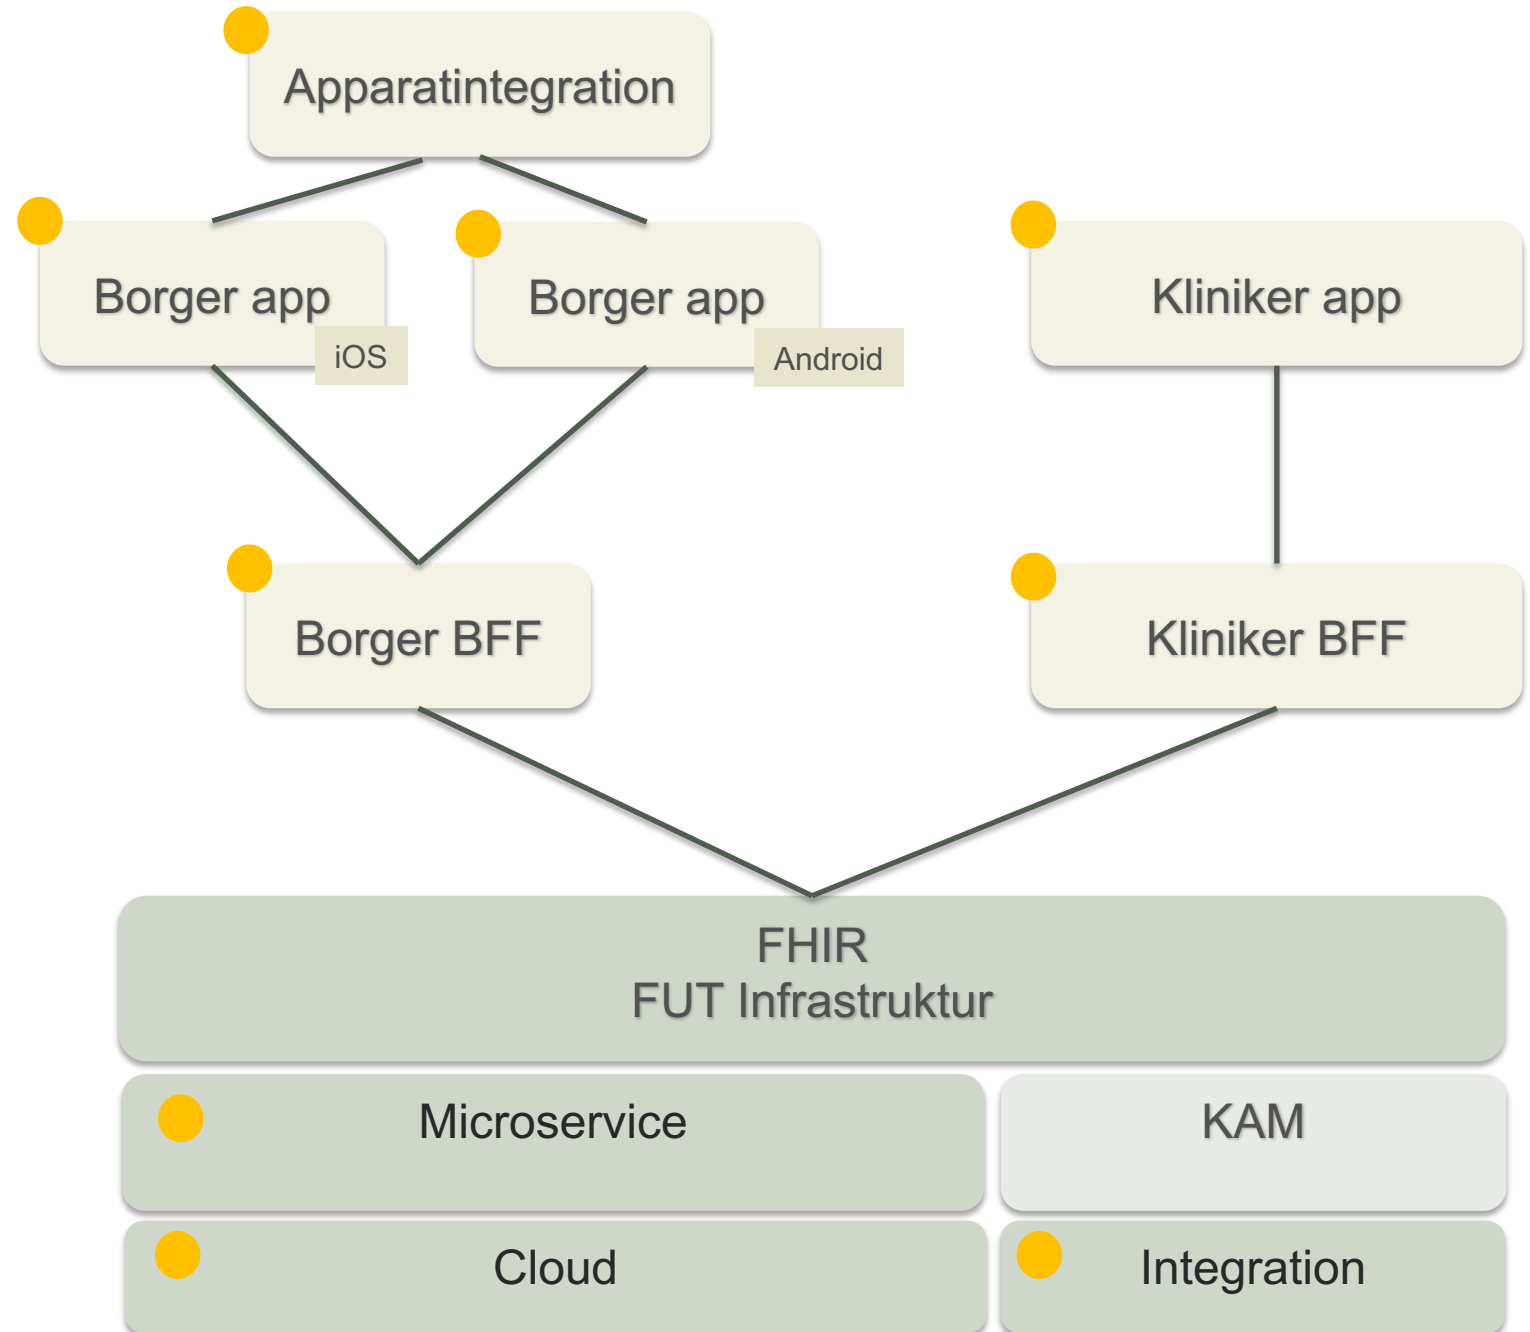 Apparatintegration
Borger app
iOS
Borger app
Android
Kliniker app
Borger BFF
Kliniker BFF
FHIR
FUT Infrastruktur
Microservice
KAM
Cloud
Integration